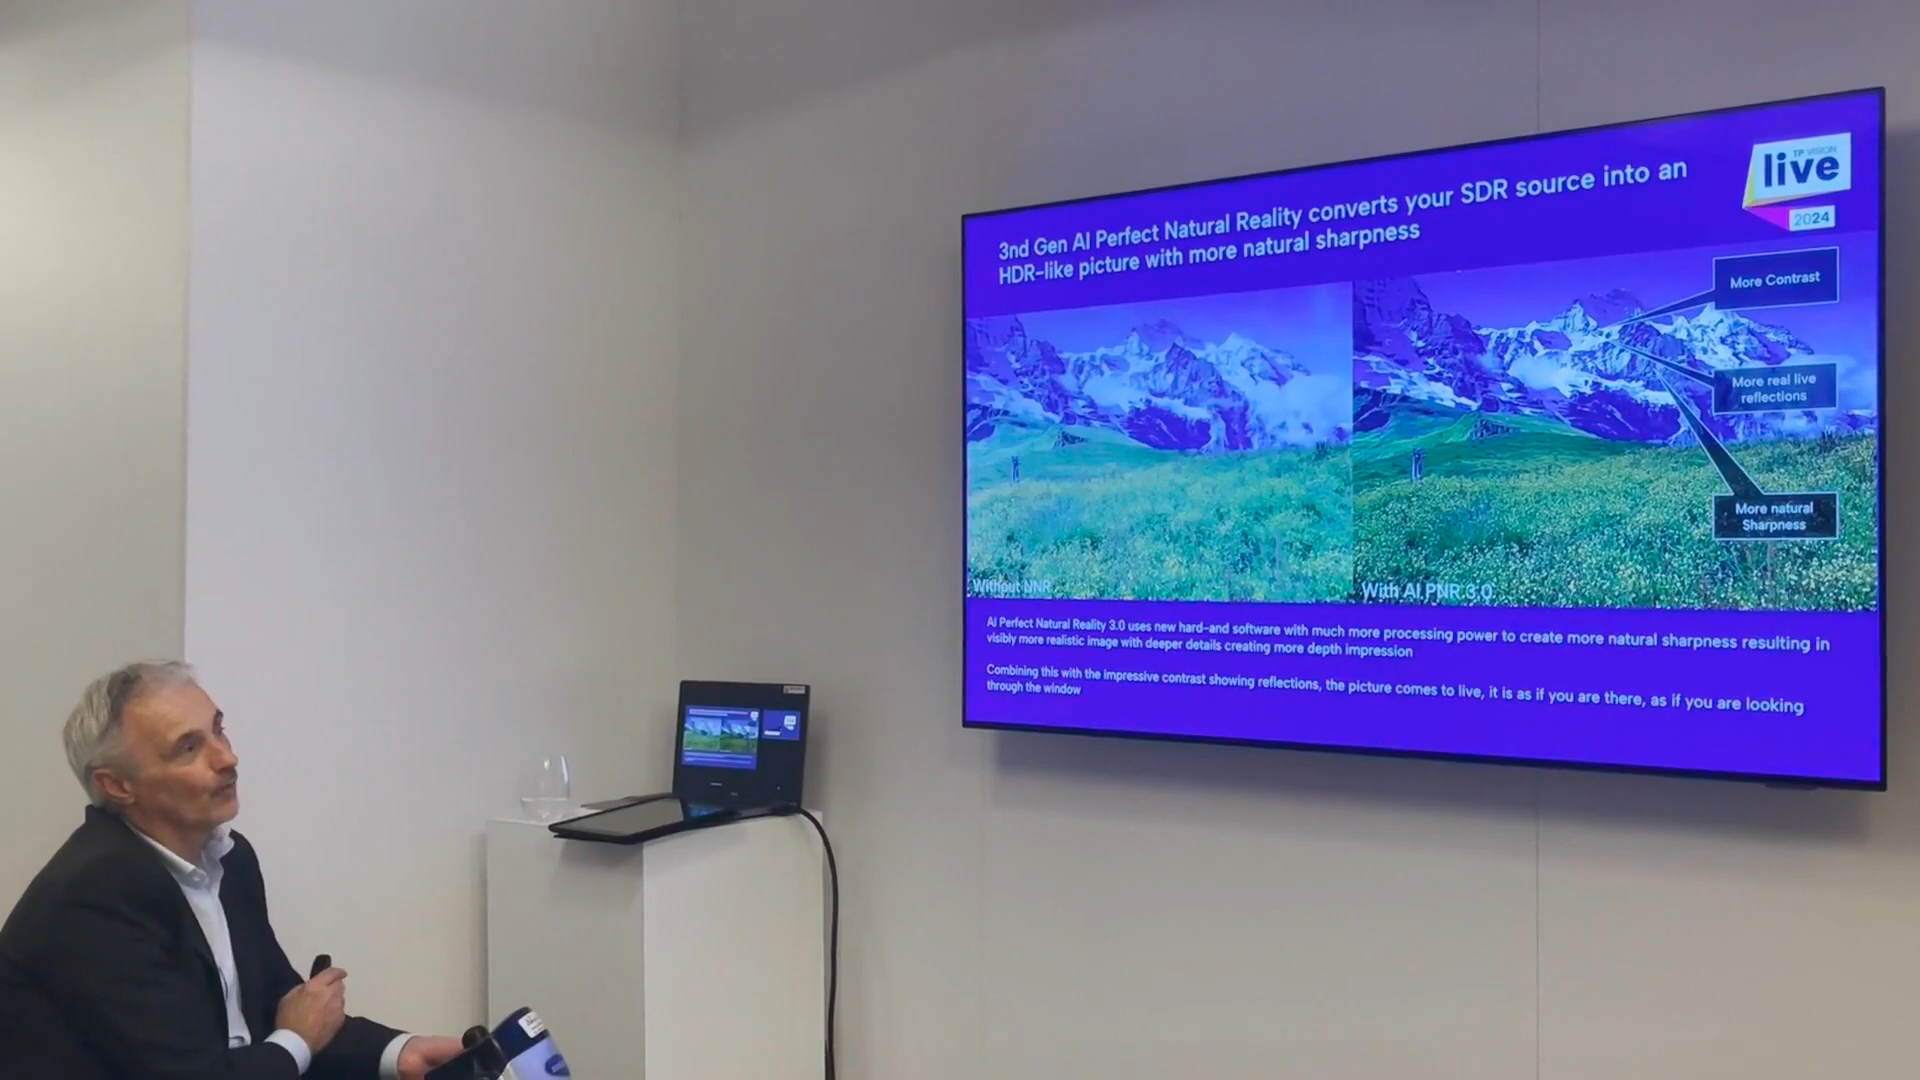 TP VISION
live
2024
3nd Gen AI Perfect Natural Reality converts your SDR source into an
HDR-like picture with more natural sharpness
More Contrast
More real live
reflections
More natural
Sharpness
Without NNR
With AI PNR 3.0
AI Perfect Natural Reality 3.0 uses new hard-and software with much more processing power to create more natural sharpness resulting in
visibly more realistic image with deeper details creating more depth impression
Combining this with the impressive contrast showing reflections, the picture comes to live, it is as if you are there, as if you are looking
through the window